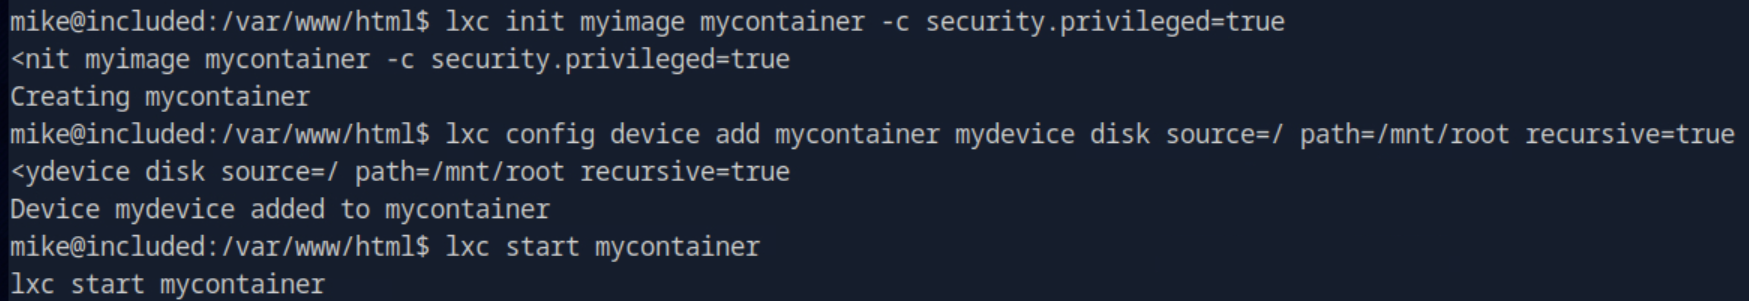 mike@included:/var/www/html$ lxc init myimage mycontainer -c security.privileged=true
<nit myimage mycontainer -c security.privileged=true
Creating mycontainer
mike@included:/var/www/html$ lxc config device add mycontainer mydevice disk source=/ path=/mnt/root recursive=true
<ydevice disk source=/ path=/mnt/root recursive=true
Device mydevice added to mycontainer
mike@included:/var/www/html$ lxc start mycontainer
lxc start mycontainer